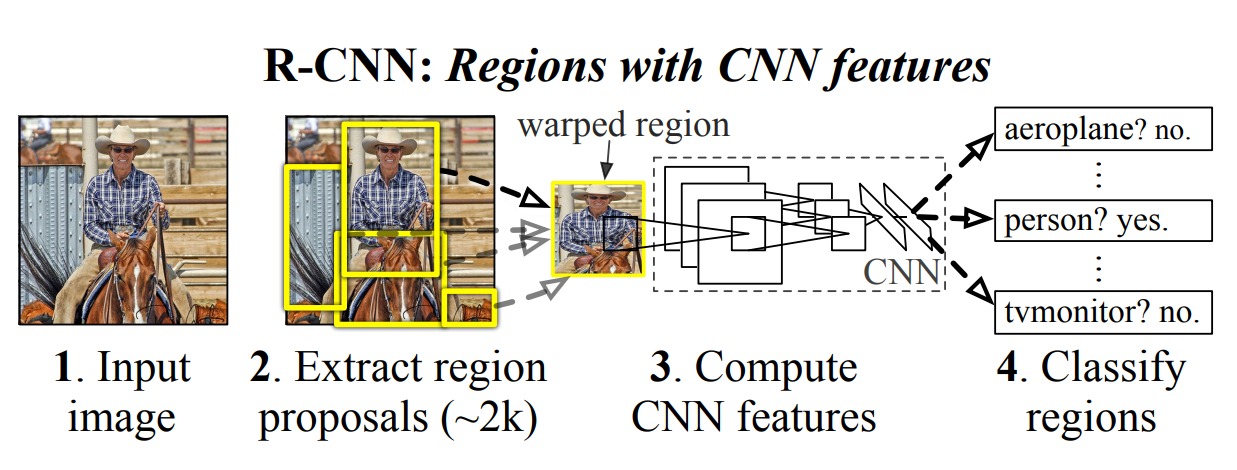 R-CNN: Regions with CNN features
warped region
aeroplane? no.
⋮
person? yes.
CNN
⋮
tvmonitor? no.
1. Input
image
2. Extract region
proposals (~2k)
3. Compute
CNN features
4. Classify
regions